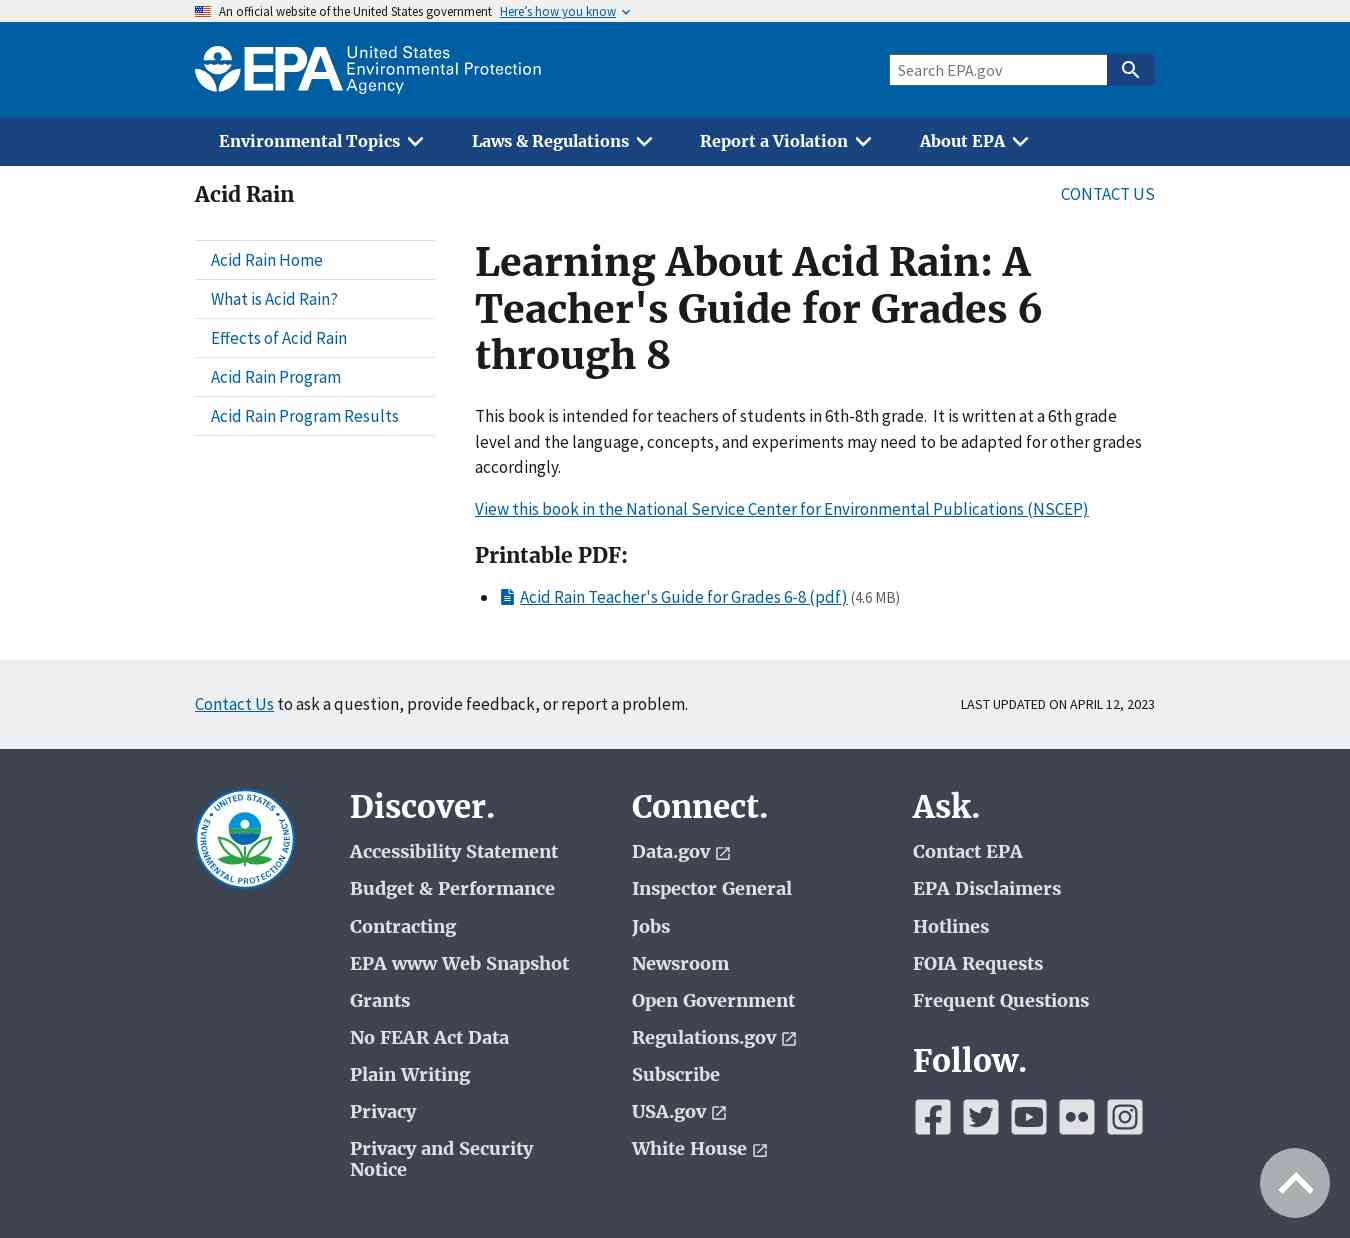 An official website of the United States government Here's how you know
EPA United States
Environmental Protection
Agency
Search EPA.gov
Environmental Topics Laws & Regulations Report a Violation About EPA
Acid Rain
CONTACT US
Acid Rain Home
What is Acid Rain?
Effects of Acid Rain
Acid Rain Program
Acid Rain Program Results
Learning About Acid Rain: A
Teacher's Guide for Grades 6
through 8
This book is intended for teachers of students in 6th-8th grade.  It is written at a 6th grade
level and the language, concepts, and experiments may need to be adapted for other grades
accordingly.
View this book in the National Service Center for Environmental Publications (NSCEP)
Printable PDF:
Acid Rain Teacher's Guide for Grades 6-8 (pdf) (4.6 MB)
Contact Us to ask a question, provide feedback, or report a problem.
LAST UPDATED ON APRIL 12, 2023
UNITED STATES
ENVIRONMENTAL PROTECTION AGENCY
Discover.
Accessibility Statement
Budget & Performance
Contracting
EPA www Web Snapshot
Grants
No FEAR Act Data
Plain Writing
Privacy
Privacy and Security
Notice
Connect.
Data.gov
Inspector General
Jobs
Newsroom
Open Government
Regulations.gov
Subscribe
USA.gov
White House
Ask.
Contact EPA
EPA Disclaimers
Hotlines
FOIA Requests
Frequent Questions
Follow.